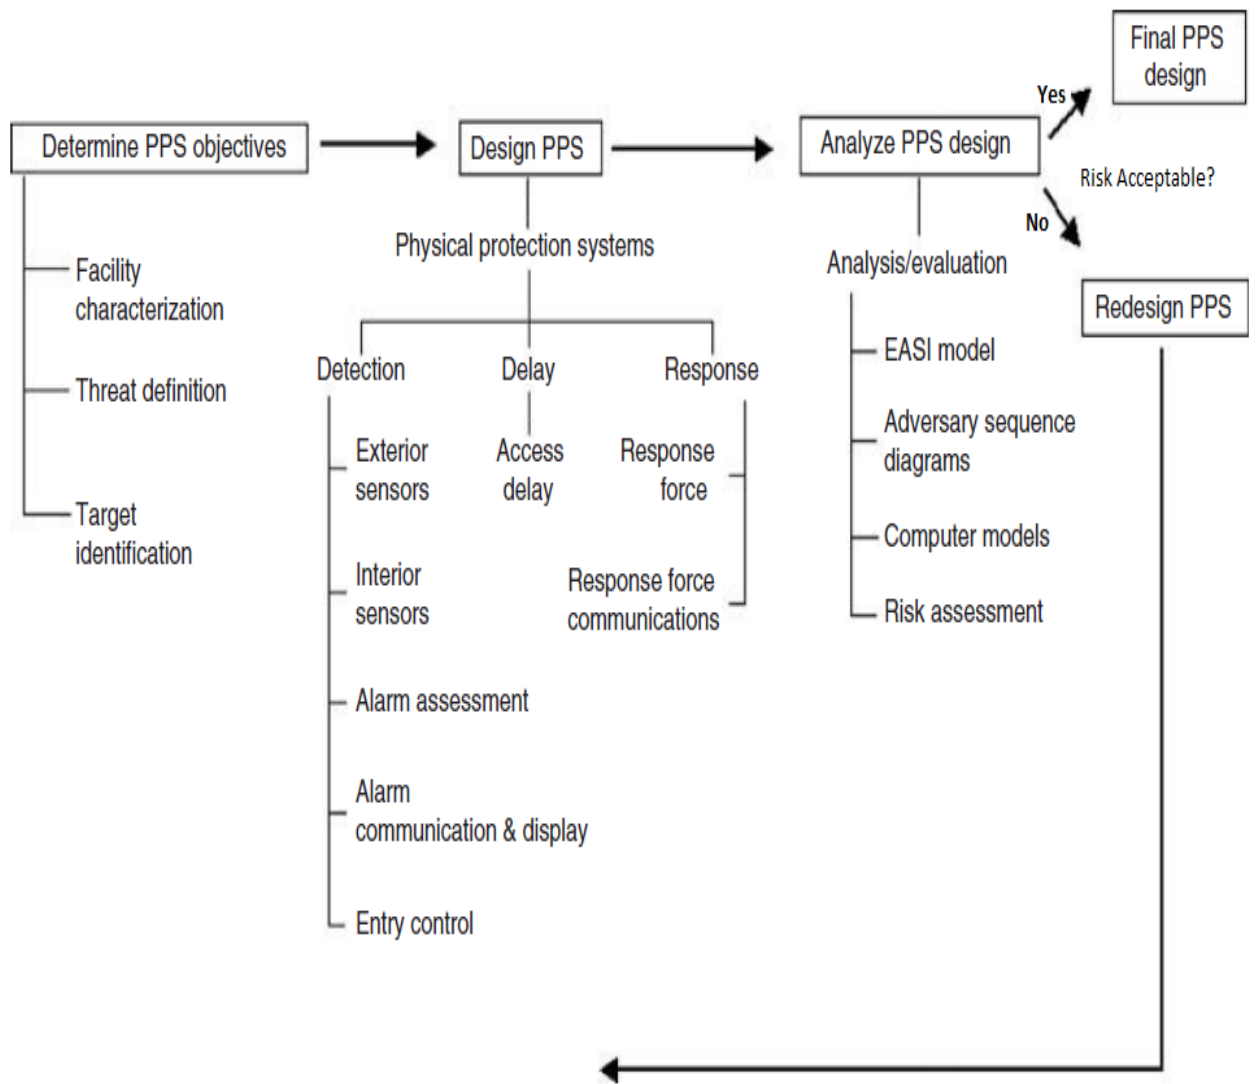 Final PPS
design
Yes
Determine PPS objectives
Design PPS
Analyze PPS design
Risk Acceptable?
No
Redesign PPS
Facility
characterization
Threat definition
Target
identification
Physical protection systems
Detection
Delay
Response
Exterior
sensors
Interior
sensors
Alarm assessment
Alarm
communication & display
Entry control
Access
delay
Response
force
Response force
communications
Analysis/evaluation
EASI model
Adversary sequence
diagrams
Computer models
Risk assessment